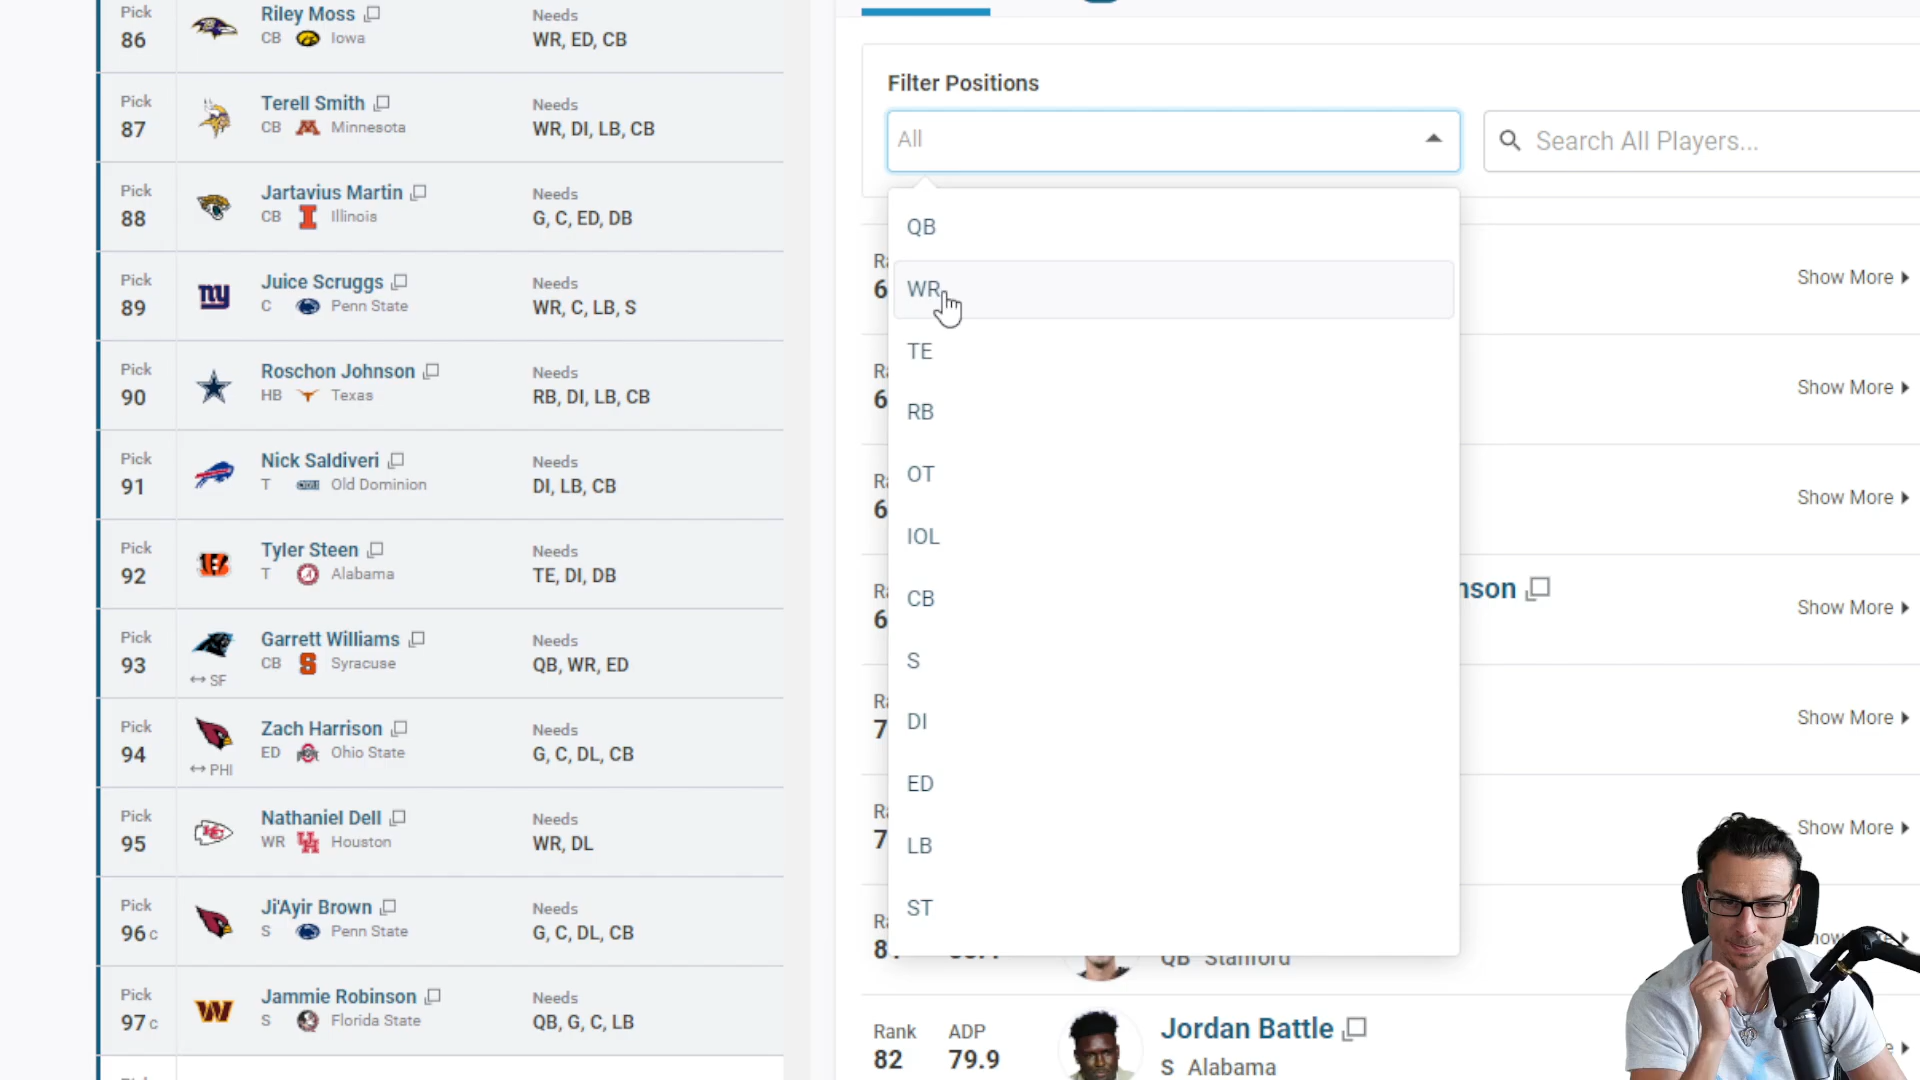 Pick
86
Riley Moss
CB Iowa
Needs
WR, ED, CB
Pick
87
Terell Smith
CB Minnesota
Needs
WR, DI, LB, CB
Pick
88
Jartavius Martin
CB Illinois
Needs
G, C, ED, DB
Pick
89
Juice Scruggs
C Penn State
Needs
WR, C, LB, S
Pick
90
Roschon Johnson
HB Texas
Needs
RB, DI, LB, CB
Pick
91
Nick Saldiveri
T Old Dominion
Needs
DI, LB, CB
Pick
92
Tyler Steen
T Alabama
Needs
TE, DI, DB
Pick
93
↔ SF
Garrett Williams
CB Syracuse
Needs
QB, WR, ED
Pick
94
↔ PHI
Zach Harrison
ED Ohio State
Needs
G, C, DL, CB
Pick
95
Nathaniel Dell
WR Houston
Needs
WR, DL
Pick
96 C
Ji'Ayir Brown
S Penn State
Needs
G, C, DL, CB
Pick
97 C
Jammie Robinson
S Florida State
Needs
QB, G, C, LB
Filter Positions
All
Search All Players...
QB
WR
TE
RB
OT
IOL
CB
S
DI
ED
LB
ST
Show More
Show More
Show More
nson
Show More
Show More
Show More
QB Stanford
Rank
82
ADP
79.9
Jordan Battle
S Alabama